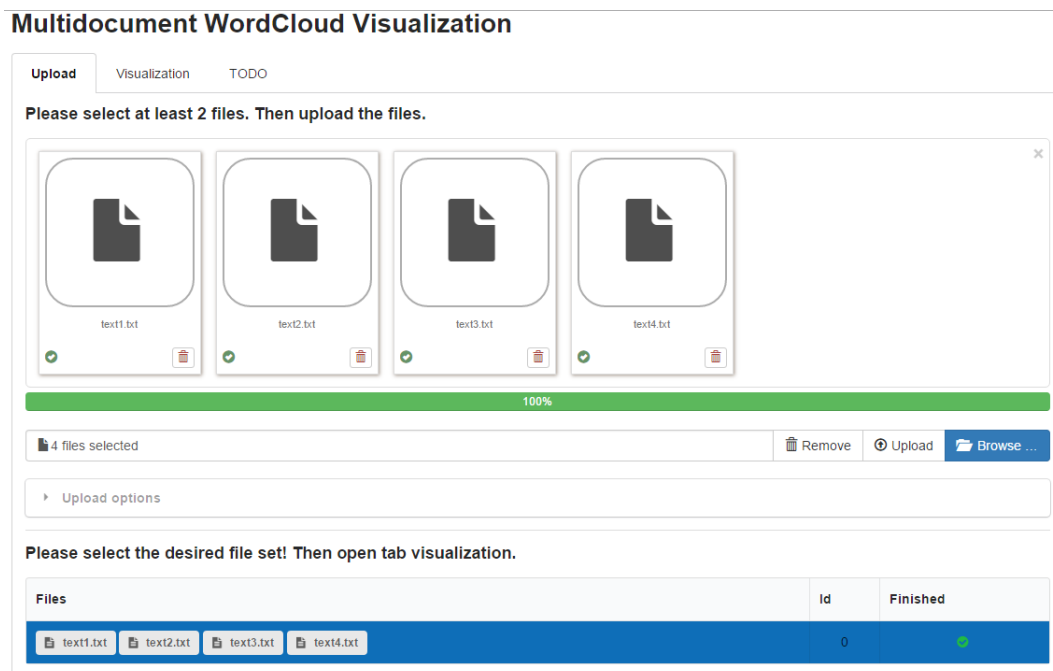 Multidocument WordCloud Visualization
Upload Visualization TODO
Please select at least 2 files. Then upload the files.
×
text1.txt text2.txt text3.txt text4.txt
100%
4 files selected Remove Upload Browse ...
Upload options
Please select the desired file set! Then open tab visualization.
Files Id Finished
text1.txt text2.txt text3.txt text4.txt 0